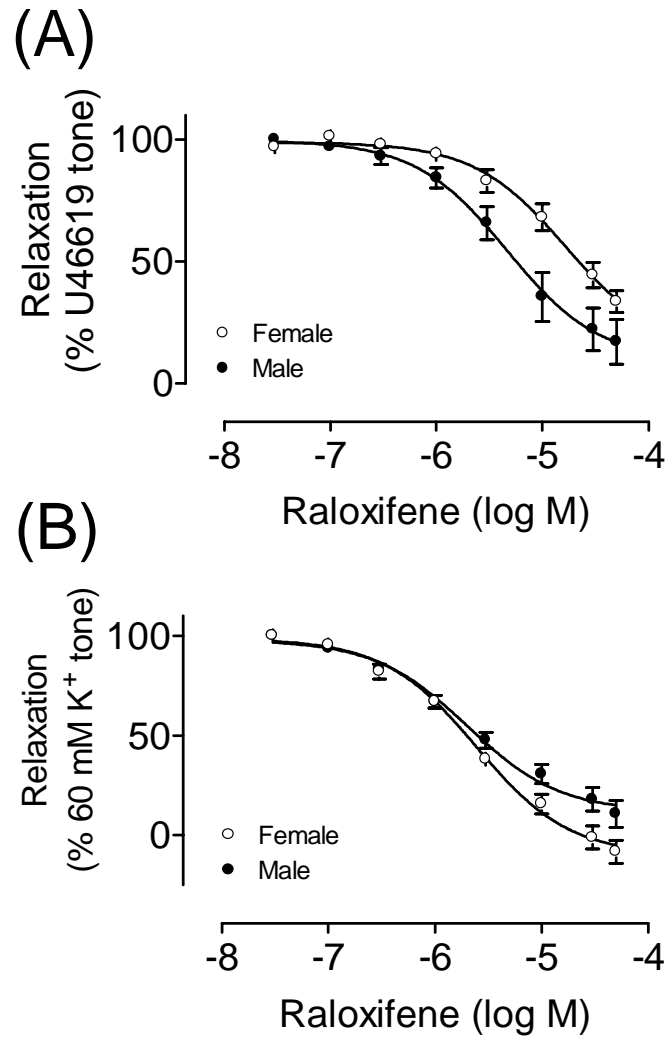 (A)
Relaxation
(% U46619 tone)
100
50
0
Female
Male
-8 -7 -6 -5 -4
Raloxifene (log M)
(B)
Relaxation
(% 60 mM K⁺ tone)
100
50
0
Female
Male
-8 -7 -6 -5 -4
Raloxifene (log M)